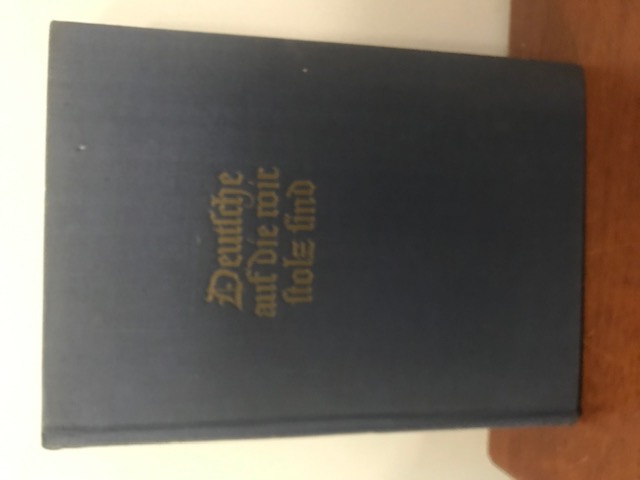 Deutſche
auf die wir
ſtolz ſind